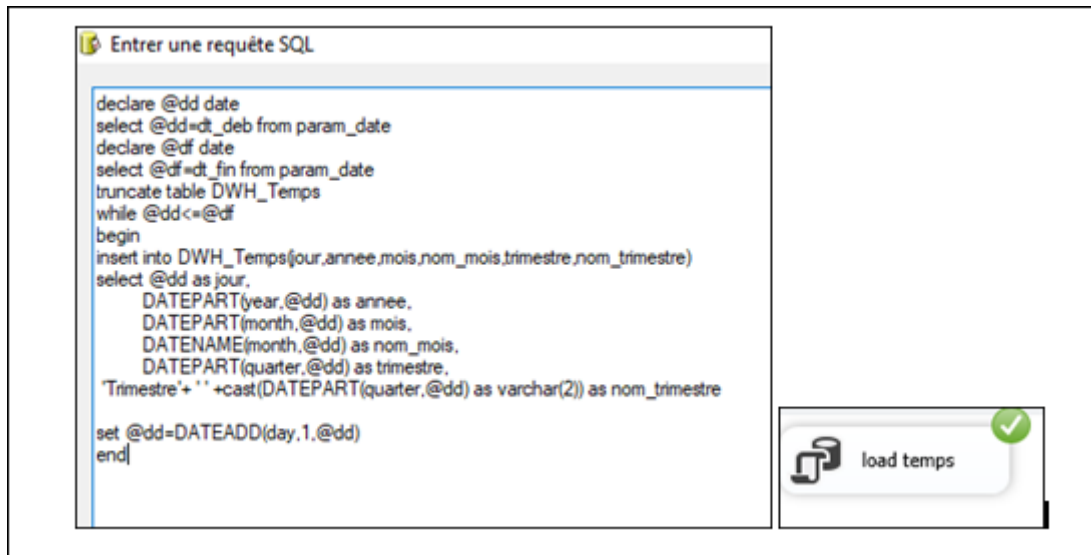 Entrer une requête SQL
declare @dd date
select @dd=dt_deb from param_date
declare @df date
select @df=dt_fin from param_date
truncate table DWH_Temps
while @dd<=@df
begin
insert into DWH_Temps(jour,annee,mois,nom_mois,trimestre,nom_trimestre)
select @dd as jour,
DATEPART(year,@dd) as annee,
DATEPART(month,@dd) as mois,
DATENAME(month,@dd) as nom_mois,
DATEPART(quarter,@dd) as trimestre,
'Trimestre'+ ' ' +cast(DATEPART(quarter,@dd) as varchar(2)) as nom_trimestre
set @dd=DATEADD(day,1,@dd)
end
load temps